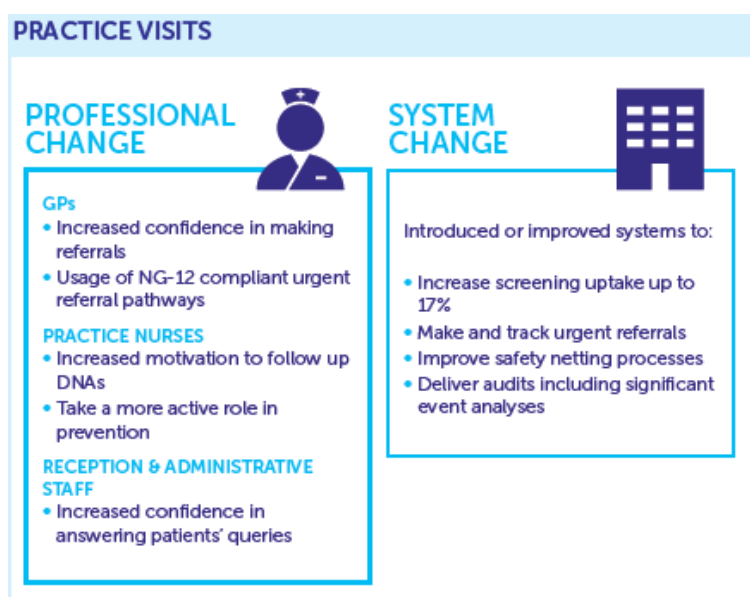 PRACTICE VISITS
PROFESSIONAL
CHANGE
GPs
• Increased confidence in making
referrals
• Usage of NG-12 compliant urgent
referral pathways
PRACTICE NURSES
• Increased motivation to follow up
DNAs
• Take a more active role in
prevention
RECEPTION & ADMINISTRATIVE
STAFF
• Increased confidence in
answering patients’ queries
SYSTEM
CHANGE
Introduced or improved systems to:
• Increase screening uptake up to
17%
• Make and track urgent referrals
• Improve safety netting processes
• Deliver audits including significant
event analyses